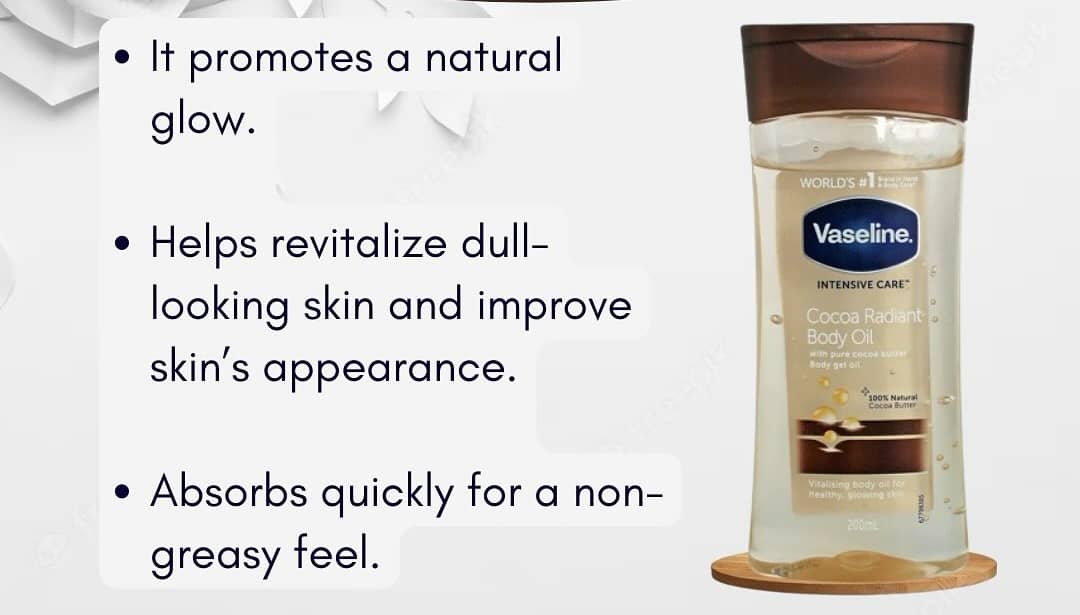 • It promotes a natural
glow.
• Helps revitalize dull-
looking skin and improve
skin's appearance.
• Absorbs quickly for a non-
greasy feel.
WORLD'S #1
Vaseline.
INTENSIVE CARE™
Cocoa Radiant
Body Oil
with pure cocoa butter
Body gel oil
100% Natural
Cocoa Butter
Vitalising body oil for
healthy, glowing skin
200mL